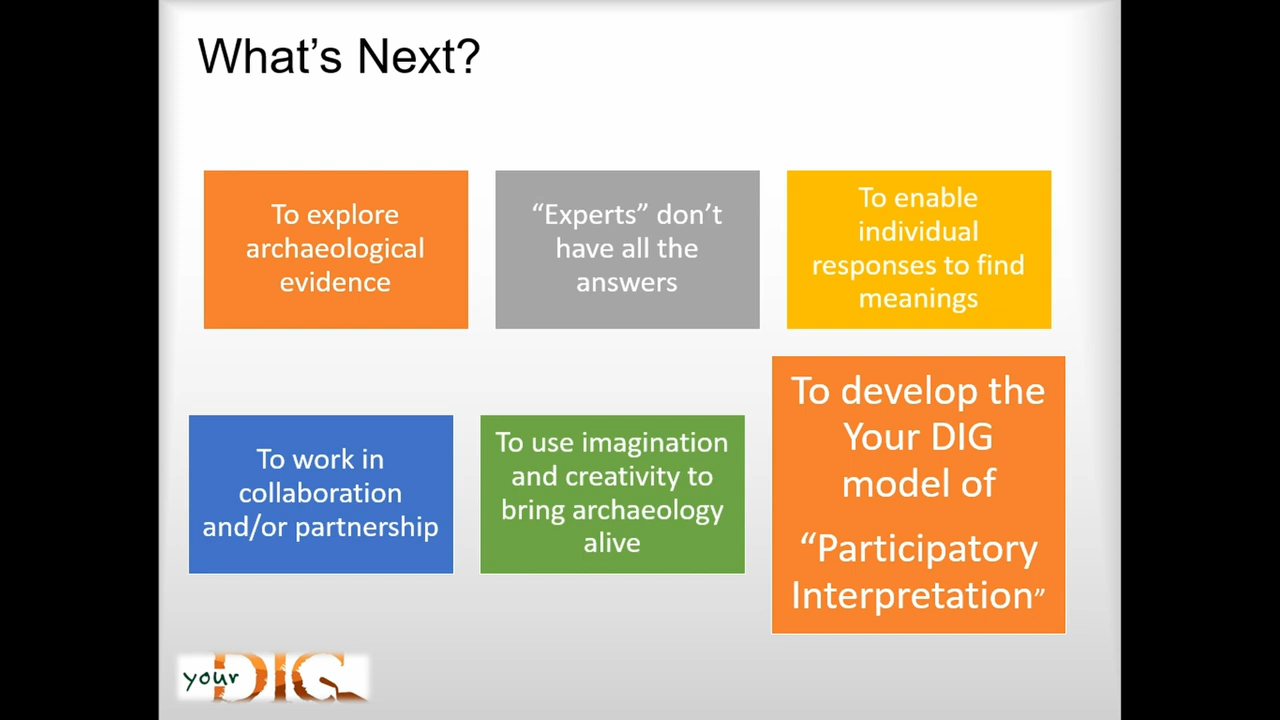 What’s Next?
To explore
archaeological
evidence
“Experts” don’t
have all the
answers
To enable
individual
responses to find
meanings
To work in
collaboration
and/or partnership
To use imagination
and creativity to
bring archaeology
alive
To develop the
Your DIG
model of
“Participatory
Interpretation”
your DIG